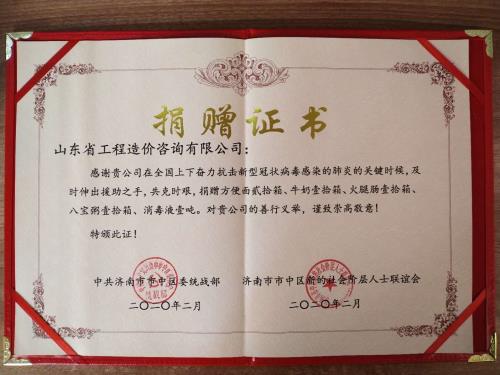 捐赠证书
山东省工程造价咨询有限公司：
感谢贵公司在全国上下奋力抗击新型冠状病毒感染的肺炎的关键时候，及
时伸出援助之手，共克时艰，捐赠方便面贰拾箱、牛奶壹拾箱、火腿肠壹拾箱、
八宝粥壹拾箱、消毒液壹吨。对贵公司的善行义举，谨致崇高敬意！
特颁此证！
中共济南市市中区委统战部 济南市市中区新的社会阶层人士联谊会
二〇二〇年二月 二〇二〇年二月